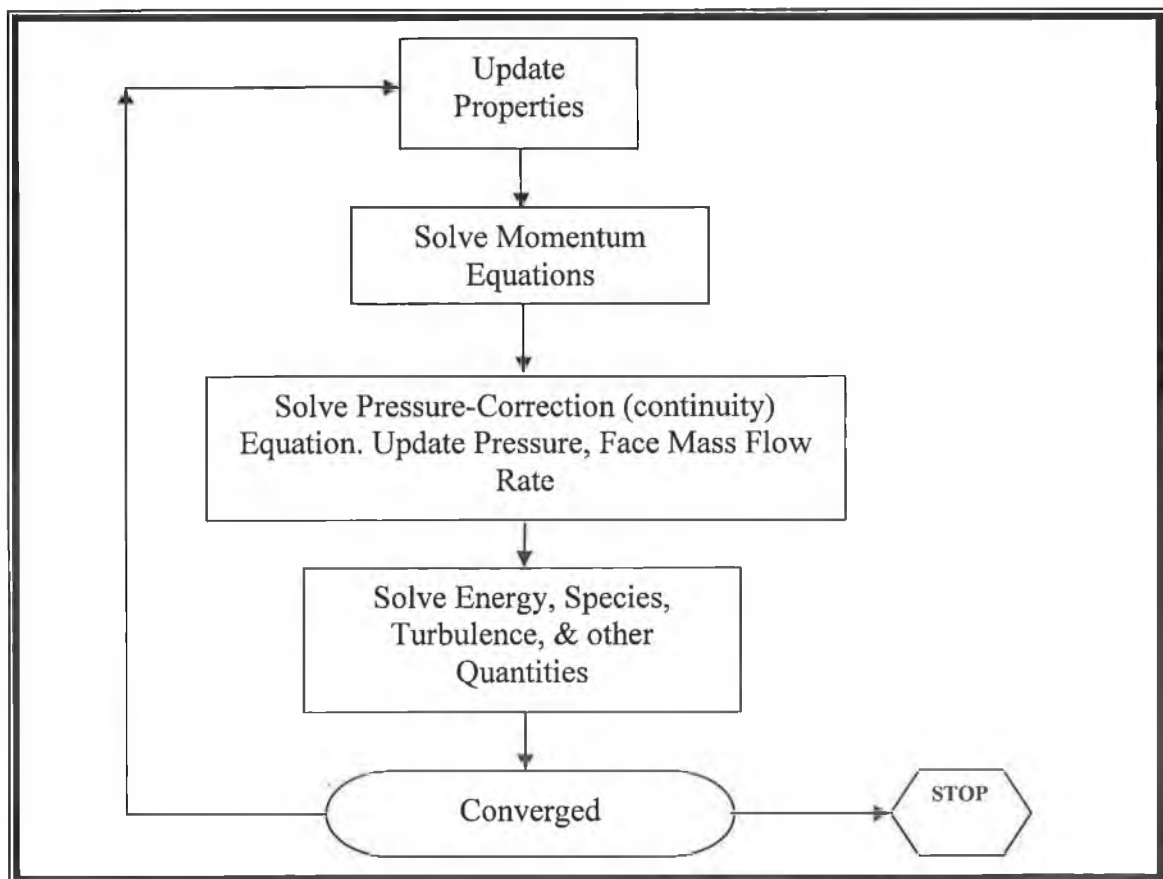 Update
Properties
Solve Momentum
Equations
Solve Pressure-Correction (continuity)
Equation. Update Pressure, Face Mass Flow
Rate
Solve Energy, Species,
Turbulence, & other
Quantities
Converged
STOP